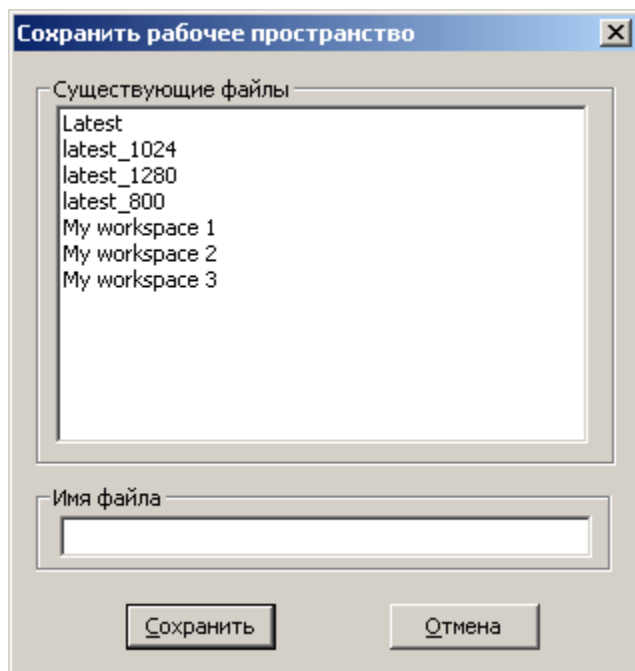 Сохранить рабочее пространство
Существующие файлы
Latest
latest_1024
latest_1280
latest_800
My workspace 1
My workspace 2
My workspace 3
Имя файла
Сохранить
Отмена